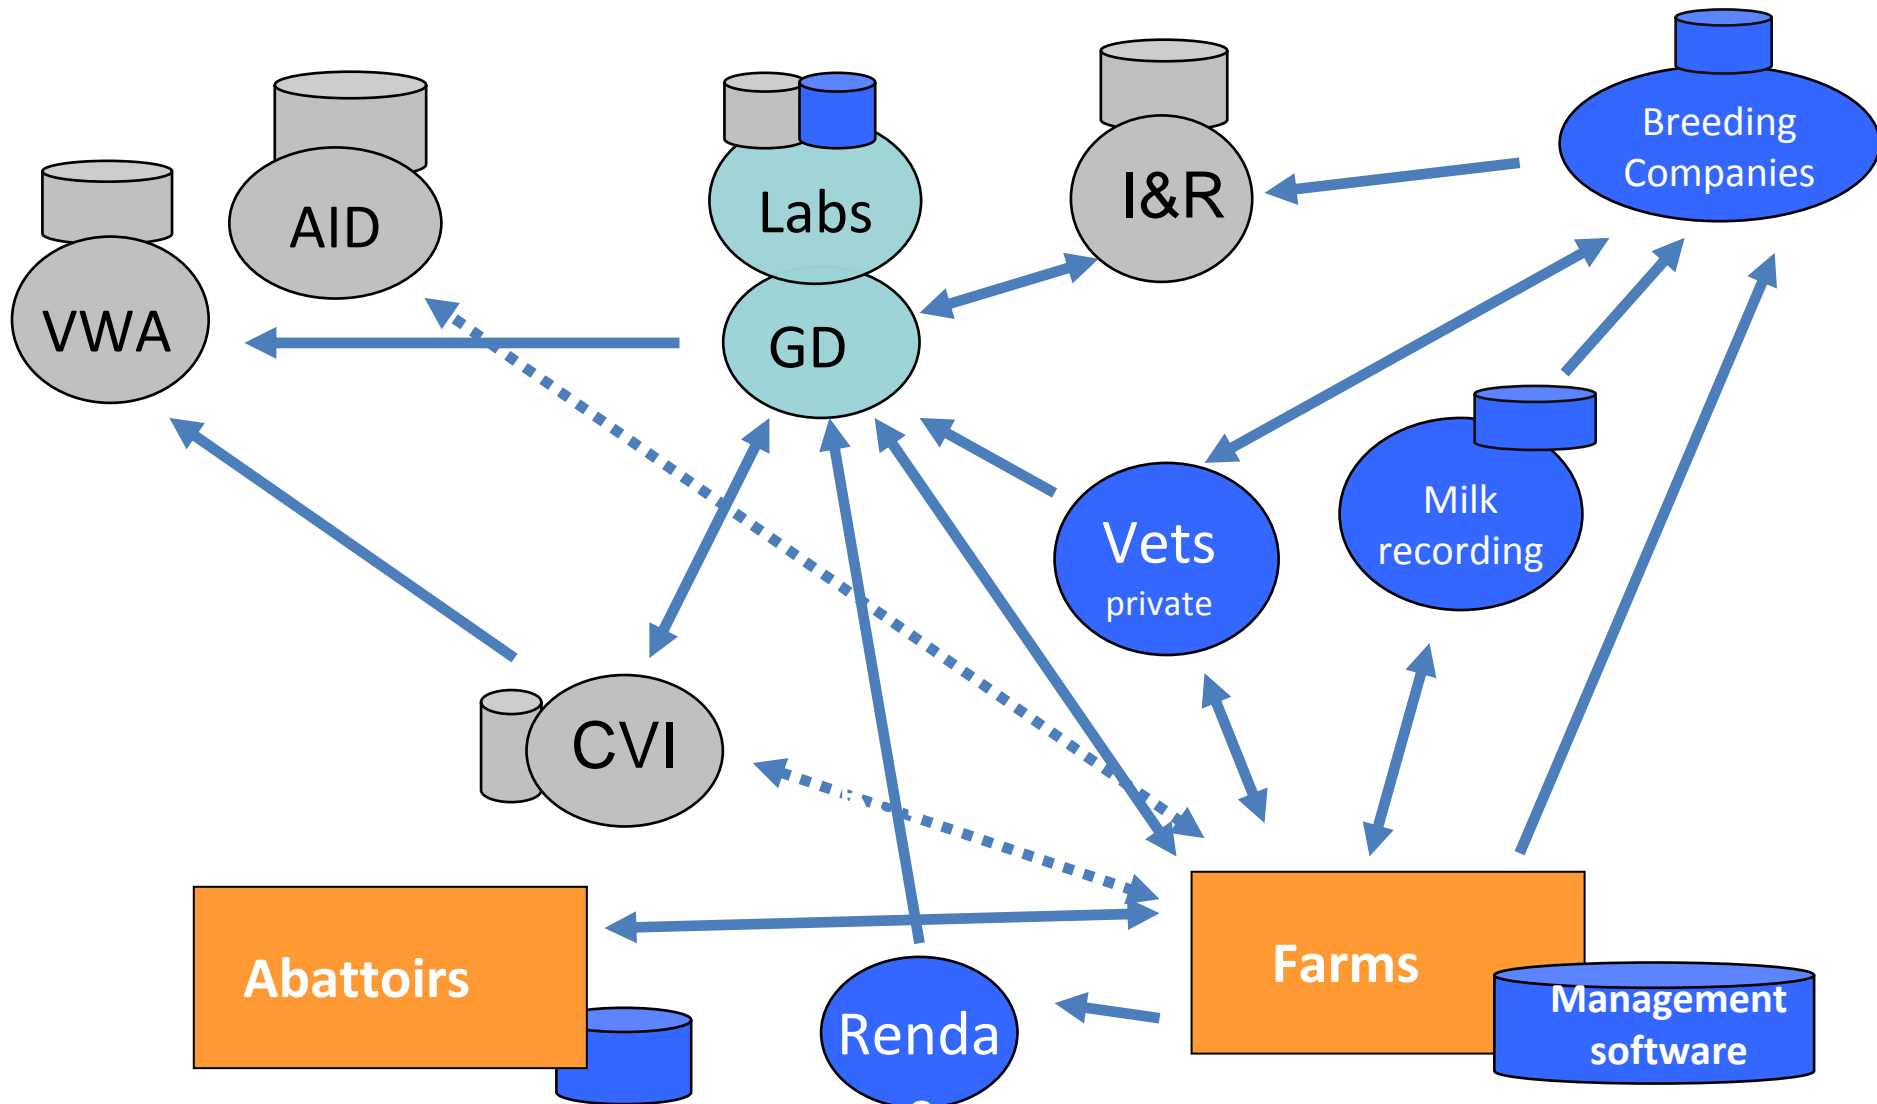 Breeding
Companies
AID
Labs
I&R
VWA
GD
Milk
recording
Vets
private
CVI
Abattoirs
Farms
Management
software
Renda